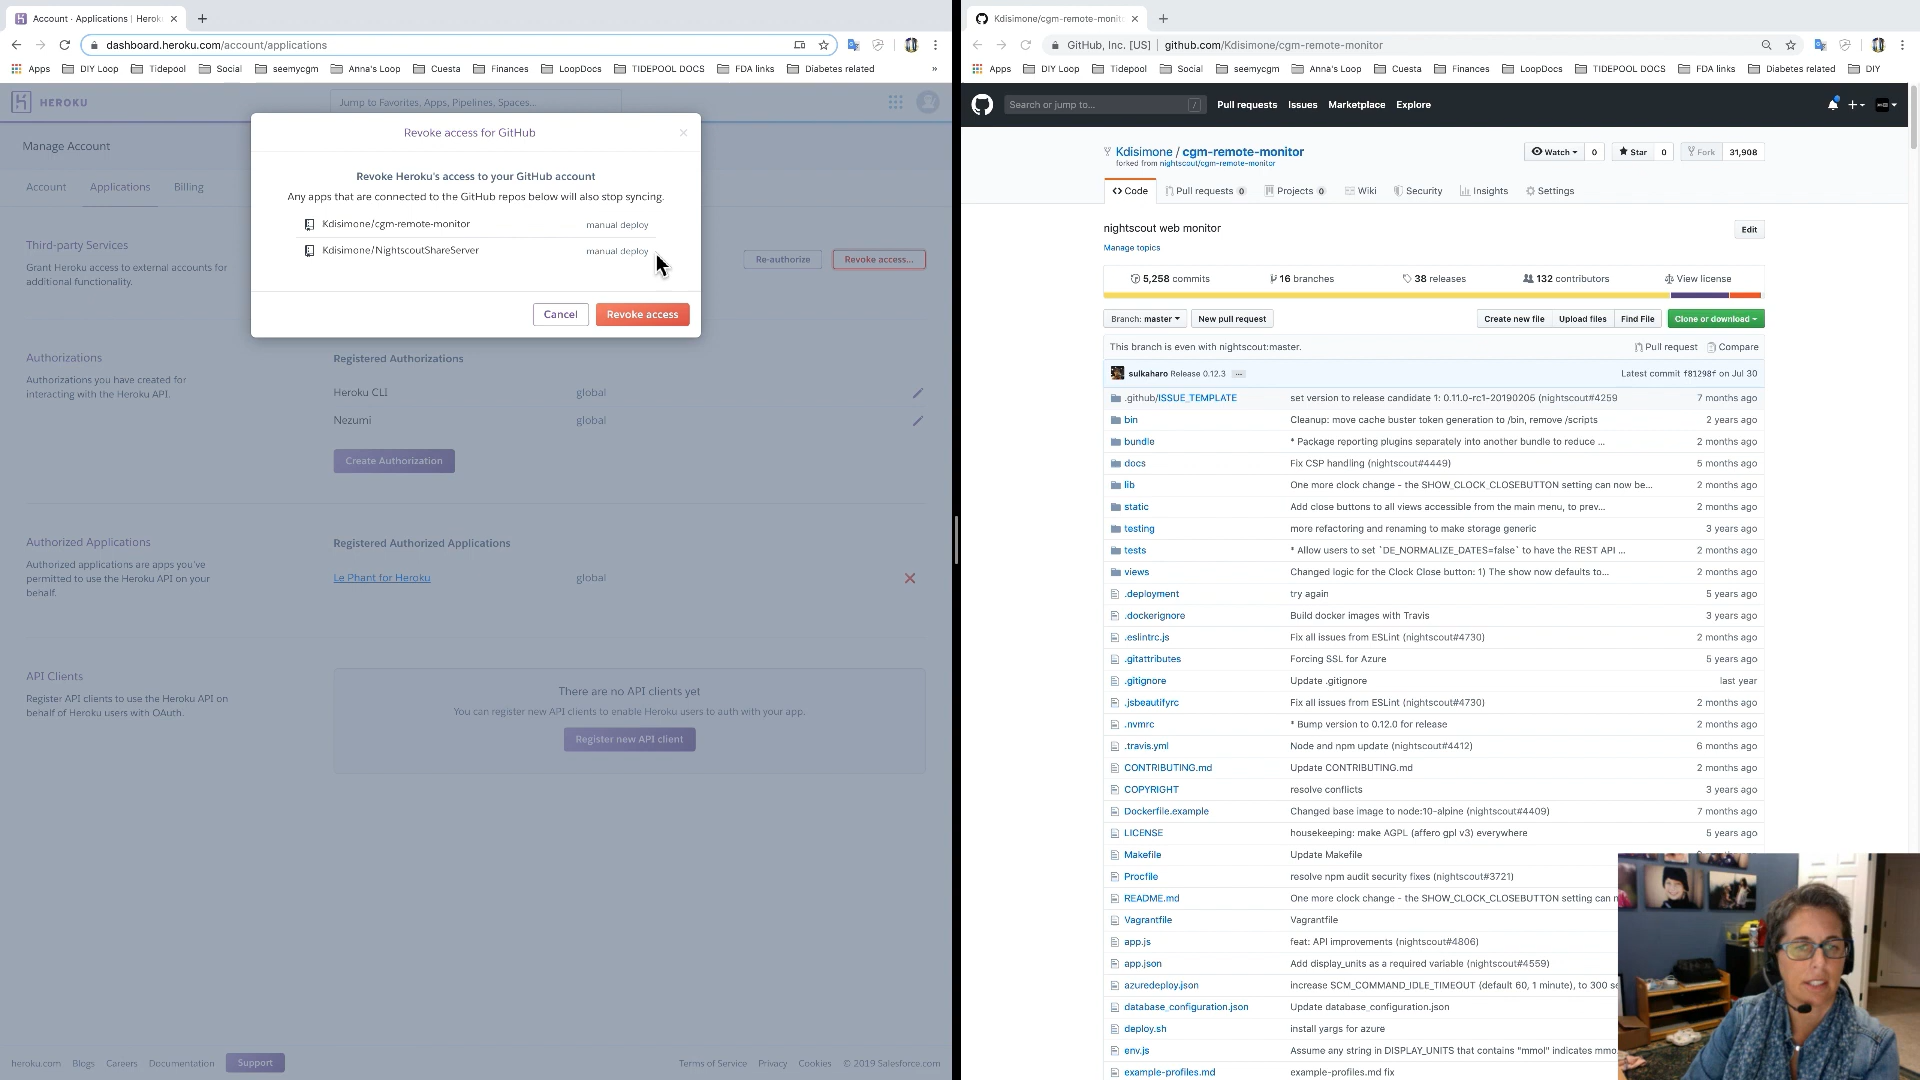 Account · Applications | Herok
dashboard.heroku.com/account/applications
Apps
DIY Loop
Tidepool
Social
seemycgm
Anna's Loop
Cuesta
Finances
LoopDocs
TIDEPOOL DOCS
FDA links
Diabetes related
»
HEROKU
Jump to Favorites, Apps, Pipelines, Spaces...
Manage Account
Account
Applications
Billing
Revoke access for GitHub
Revoke Heroku's access to your GitHub account
Any apps that are connected to the GitHub repos below will also stop syncing.
Kdisimone/cgm-remote-monitor
manual deploy
Kdisimone/NightscoutShareServer
manual deploy
Cancel
Revoke access
Third-party Services
Grant Heroku access to external accounts for
additional functionality.
Re-authorize
Revoke access...
Authorizations
Authorizations you have created for
interacting with the Heroku API.
Registered Authorizations
Heroku CLI
global
Nezumi
global
Create Authorization
Authorized Applications
Authorized applications are apps you've
permitted to use the Heroku API on your
behalf.
Registered Authorized Applications
Le Phant for Heroku
global
API Clients
Register API clients to use the Heroku API on
behalf of Heroku users with OAuth.
There are no API clients yet
You can register new API clients to enable Heroku users to auth with your app.
Register new API client
heroku.com
Blogs
Careers
Documentation
Support
Terms of Service
Privacy
Cookies
© 2019 Salesforce.com
Kdisimone/cgm-remote-monito
GitHub, Inc. [US]
github.com/Kdisimone/cgm-remote-monitor
Apps
DIY Loop
Tidepool
Social
seemycgm
Anna's Loop
Cuesta
Finances
LoopDocs
TIDEPOOL DOCS
FDA links
Diabetes related
DIY
Search or jump to...
/
Pull requests
Issues
Marketplace
Explore
Kdisimone / cgm-remote-monitor
forked from nightscout/cgm-remote-monitor
Watch
0
Star
0
Fork
31,908
Code
Pull requests 0
Projects 0
Wiki
Security
Insights
Settings
nightscout web monitor
Edit
Manage topics
5,258 commits
16 branches
38 releases
132 contributors
View license
Branch: master
New pull request
Create new file
Upload files
Find File
Clone or download
This branch is even with nightscout:master.
Pull request
Compare
sulkaharo Release 0.12.3 ...
Latest commit f81298f on Jul 30
.github/ISSUE_TEMPLATE
set version to release candidate 1: 0.11.0-rc1-20190205 (nightscout#4259
7 months ago
bin
Cleanup: move cache buster token generation to /bin, remove /scripts
2 years ago
bundle
* Package reporting plugins separately into another bundle to reduce ...
2 months ago
docs
Fix CSP handling (nightscout#4449)
5 months ago
lib
One more clock change - the SHOW_CLOCK_CLOSEBUTTON setting can now be...
2 months ago
static
Add close buttons to all views accessible from the main menu, to prev...
2 months ago
testing
more refactoring and renaming to make storage generic
3 years ago
tests
* Allow users to set `DE_NORMALIZE_DATES=false` to have the REST API ...
2 months ago
views
Changed logic for the Clock Close button: 1) The show now defaults to...
2 months ago
.deployment
try again
5 years ago
.dockerignore
Build docker images with Travis
3 years ago
.eslintrc.js
Fix all issues from ESLint (nightscout#4730)
2 months ago
.gitattributes
Forcing SSL for Azure
5 years ago
.gitignore
Update .gitignore
last year
.jsbeautifyrc
Fix all issues from ESLint (nightscout#4730)
2 months ago
.nvmrc
* Bump version to 0.12.0 for release
2 months ago
.travis.yml
Node and npm update (nightscout#4412)
6 months ago
CONTRIBUTING.md
Update CONTRIBUTING.md
2 months ago
COPYRIGHT
resolve conflicts
3 years ago
Dockerfile.example
Changed base image to node:10-alpine (nightscout#4409)
7 months ago
LICENSE
housekeeping: make AGPL (affero gpl v3) everywhere
5 years ago
Makefile
Update Makefile
Procfile
resolve npm audit security fixes (nightscout#3721)
README.md
One more clock change - the SHOW_CLOCK_CLOSEBUTTON setting can n
Vagrantfile
Vagrantfile
app.js
feat: API improvements (nightscout#4806)
app.json
Add display_units as a required variable (nightscout#4559)
azuredeploy.json
increase SCM_COMMAND_IDLE_TIMEOUT (default 60, 1 minute), to 300 se
database_configuration.json
Update database_configuration.json
deploy.sh
install yargs for azure
env.js
Assume any string in DISPLAY_UNITS that contains "mmol" indicates mmo
example-profiles.md
example-profiles.md fix